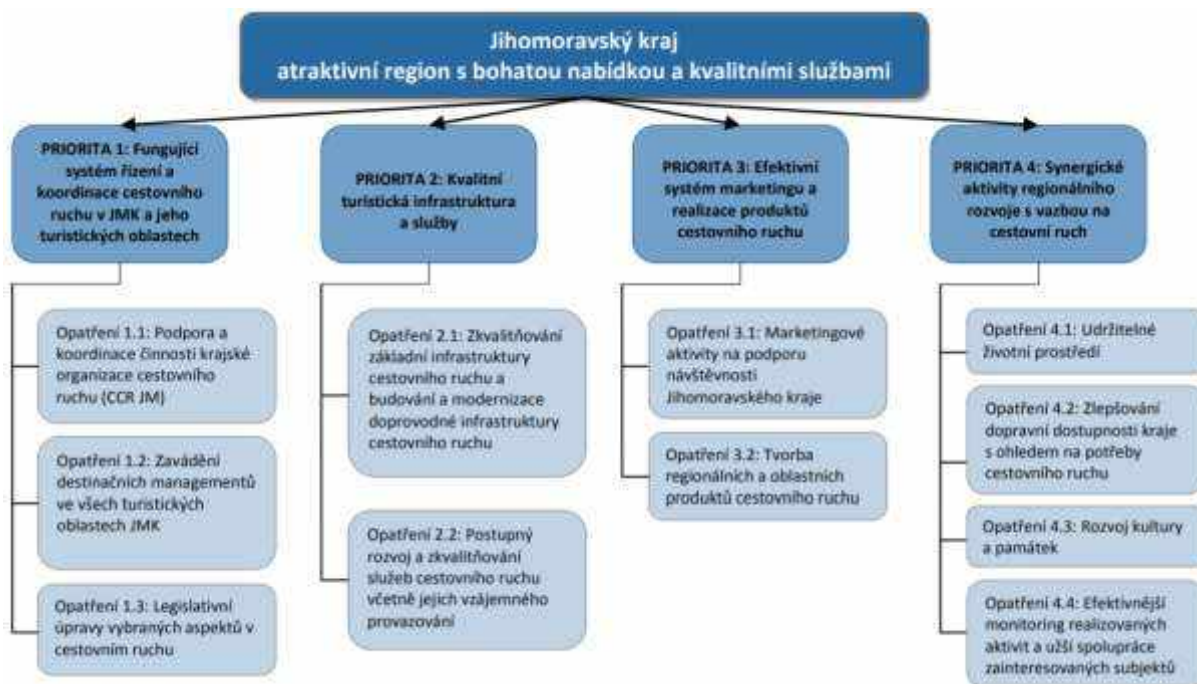 Jihomoravský kraj
atraktivní region s bohatou nabídkou a kvalitními službami
PRIORITA 1: Fungující
systém řízení a
koordinace cestovního
ruchu v JMK a jeho
turistických oblastech
Opatření 1.1: Podpora a
koordinace činnosti krajské
organizace cestovního
ruchu (CCR JM)
Opatření 1.2: Zavádění
destinačních managementů
ve všech turistických
oblastech JMK
Opatření 1.3: Legislativní
úpravy vybraných aspektů v
cestovním ruchu
PRIORITA 2: Kvalitní
turistická infrastruktura
a služby
Opatření 2.1: Zkvalitňování
základní infrastruktury
cestovního ruchu a
budování a modernizace
doprovodné infrastruktury
cestovního ruchu
Opatření 2.2: Postupný
rozvoj a zkvalitňování
služeb cestovního ruchu
včetně jejich vzájemného
provazování
PRIORITA 3: Efektivní
systém marketingu a
realizace produktů
cestovního ruchu
Opatření 3.1: Marketingové
aktivity na podporu
návštěvnosti
Jihomoravského kraje
Opatření 3.2: Tvorba
regionálních a oblastních
produktů cestovního ruchu
PRIORITA 4: Synergické
aktivity regionálního
rozvoje s vazbou na
cestovní ruch
Opatření 4.1: Udržitelné
životní prostředí
Opatření 4.2: Zlepšování
dopravní dostupnosti kraje
s ohledem na potřeby
cestovního ruchu
Opatření 4.3: Rozvoj kultury
a památek
Opatření 4.4: Efektivnější
monitoring realizovaných
aktivit a užší spolupráce
zainteresovaných subjektů